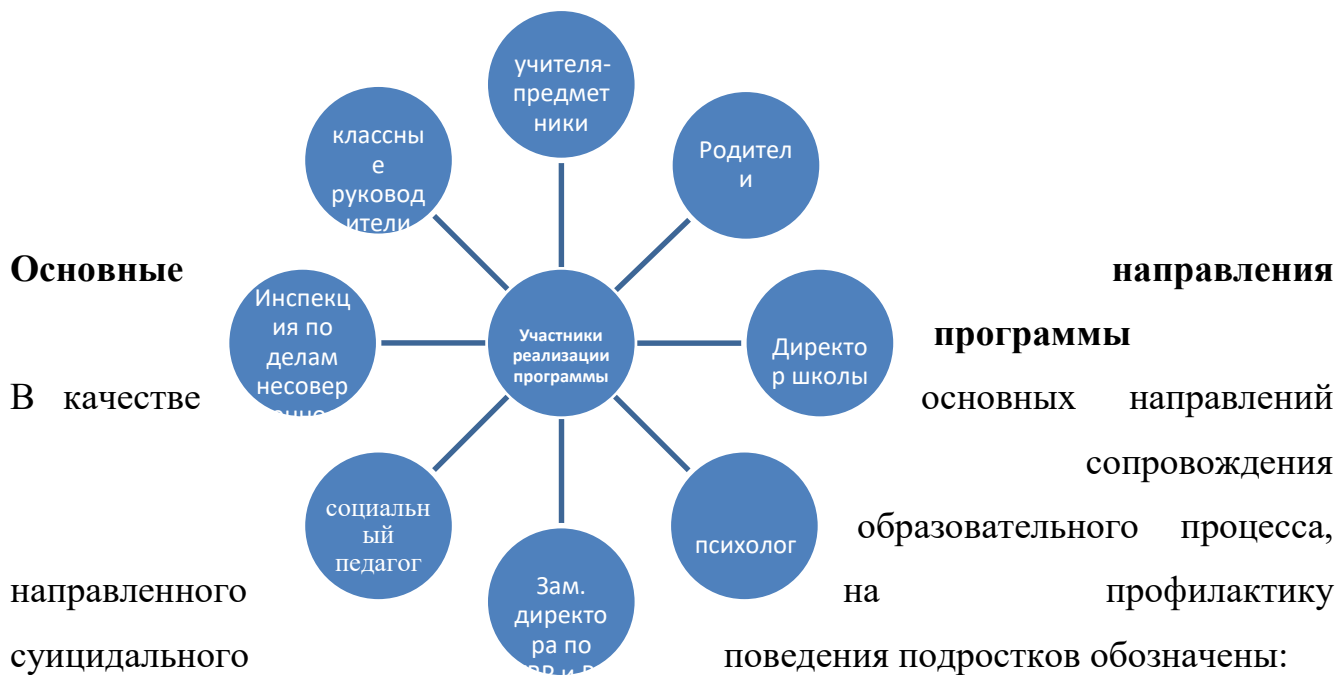 учителя-
предмет
ники
классны
е
руковод
ители
Родител
и
Основные направления
программы
Инспекц
ия по
делам
несовер
Участники
реализации
программы
Директо
р школы
В качестве основных направлений
сопровождения
социальн
ый
педагог
психолог
образовательного процесса,
Зам.
директо
ра по
направленного на профилактику
суицидального поведения подростков обозначены: